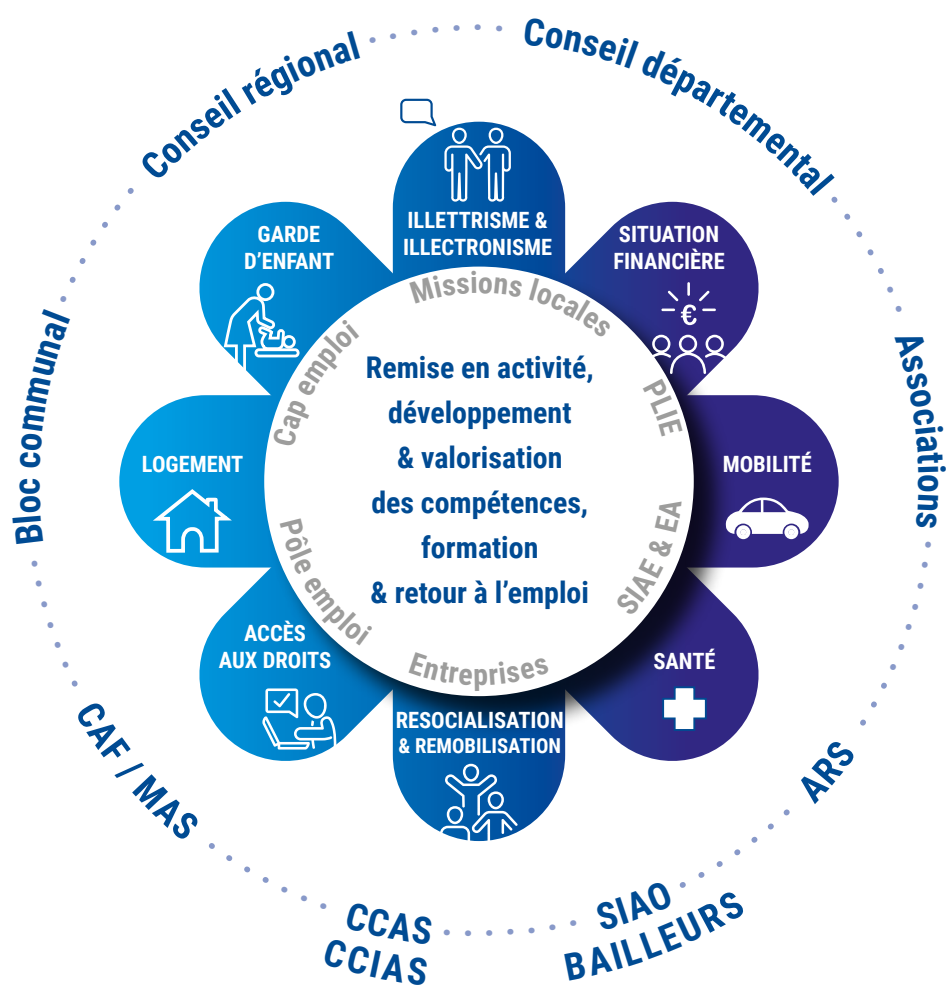 Conseil régional
Conseil départemental
Associations
ARS
SIAO
BAILLEURS
CCAS
CCIAS
CAF / MAS
Bloc communal
ILLETTRISME &
ILLECTRONISME
SITUATION
FINANCIÈRE
€
MOBILITÉ
SANTÉ
RESOCIALISATION
& REMOBILISATION
ACCÈS
AUX DROITS
LOGEMENT
GARDE
D'ENFANT
Missions locales
PLIE
SIAE & EA
Entreprises
Pôle emploi
Cap emploi
Remise en activité,
développement
& valorisation
des compétences,
formation
& retour à l'emploi